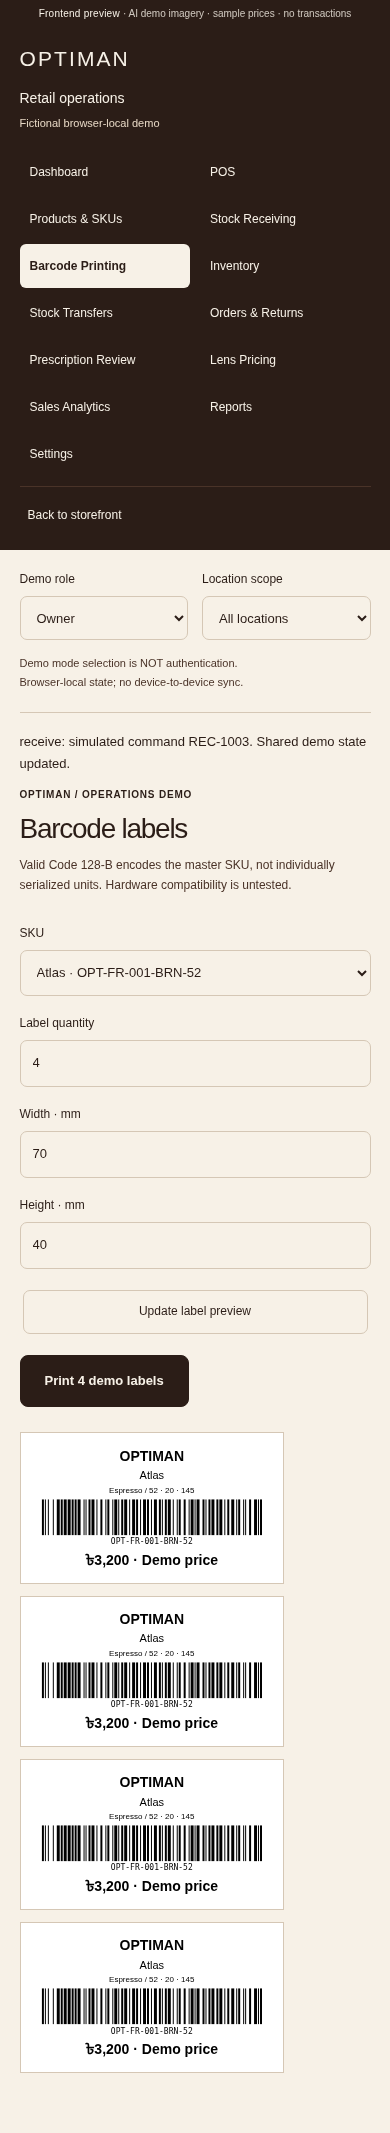 Frontend preview · AI demo imagery · sample prices · no transactions
OPTIMAN
Retail operations
Fictional browser-local demo
Dashboard
POS
Products & SKUs
Stock Receiving
Barcode Printing
Inventory
Stock Transfers
Orders & Returns
Prescription Review
Lens Pricing
Sales Analytics
Reports
Settings
Back to storefront
Demo role
Location scope
Owner
All locations
Demo mode selection is NOT authentication.
Browser-local state; no device-to-device sync.
receive: simulated command REC-1003. Shared demo state
updated.
OPTIMAN / OPERATIONS DEMO
Barcode labels
Valid Code 128-B encodes the master SKU, not individually
serialized units. Hardware compatibility is untested.
SKU
Atlas · OPT-FR-001-BRN-52
Label quantity
4
Width · mm
70
Height · mm
40
Update label preview
Print 4 demo labels
OPTIMAN
Atlas
Espresso / 52 · 20 · 145
OPT-FR-001-BRN-52
৳3,200 · Demo price
OPTIMAN
Atlas
Espresso / 52 · 20 · 145
OPT-FR-001-BRN-52
৳3,200 · Demo price
OPTIMAN
Atlas
Espresso / 52 · 20 · 145
OPT-FR-001-BRN-52
৳3,200 · Demo price
OPTIMAN
Atlas
Espresso / 52 · 20 · 145
OPT-FR-001-BRN-52
৳3,200 · Demo price